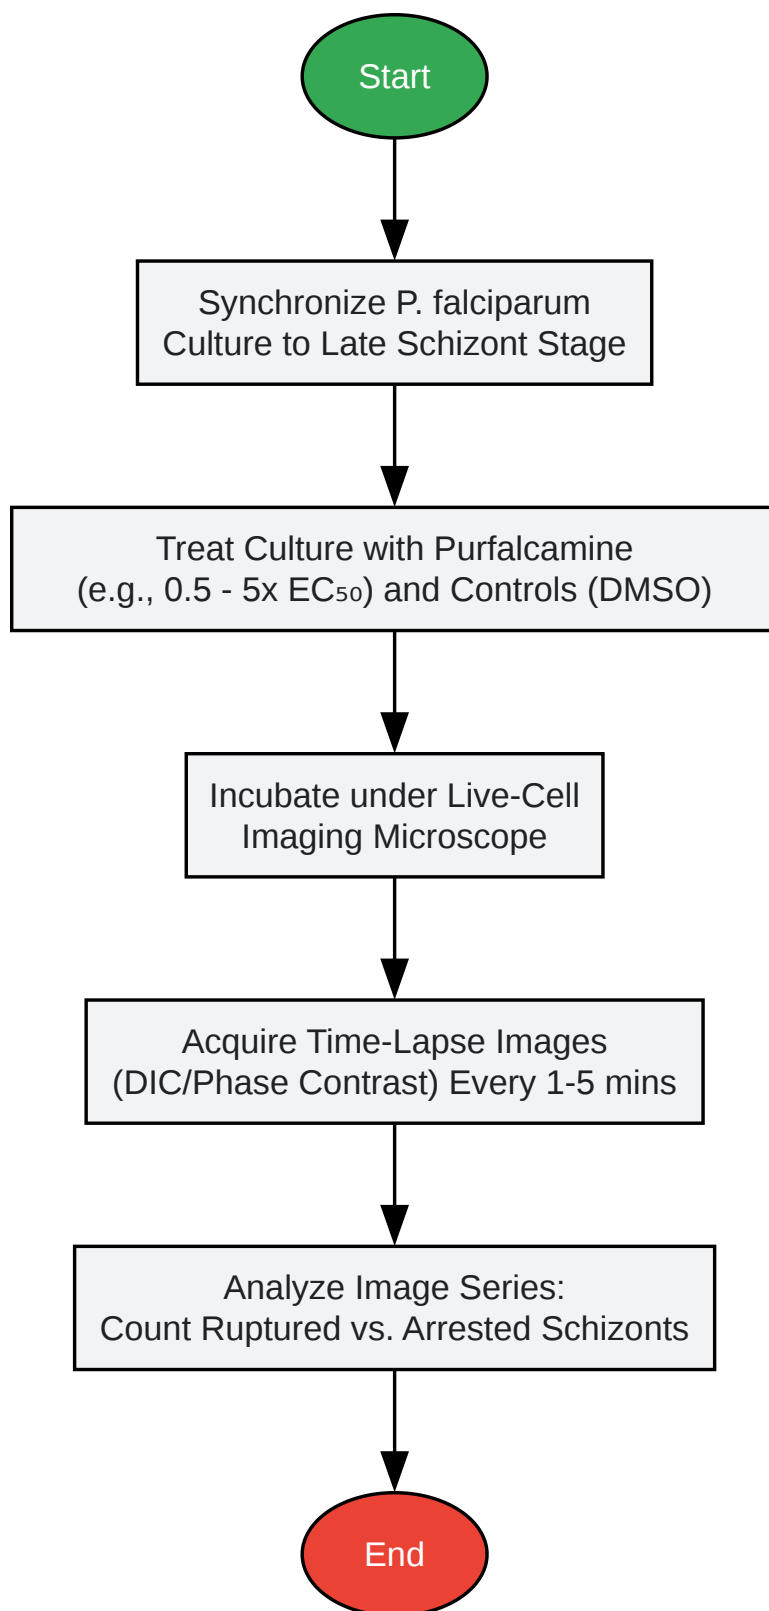 Start
Synchronize P. falciparum
Culture to Late Schizont Stage
Treat Culture with Purfalcamine
(e.g., 0.5 - 5x EC₅₀) and Controls (DMSO)
Incubate under Live-Cell
Imaging Microscope
Acquire Time-Lapse Images
(DIC/Phase Contrast) Every 1-5 mins
Analyze Image Series:
Count Ruptured vs. Arrested Schizonts
End